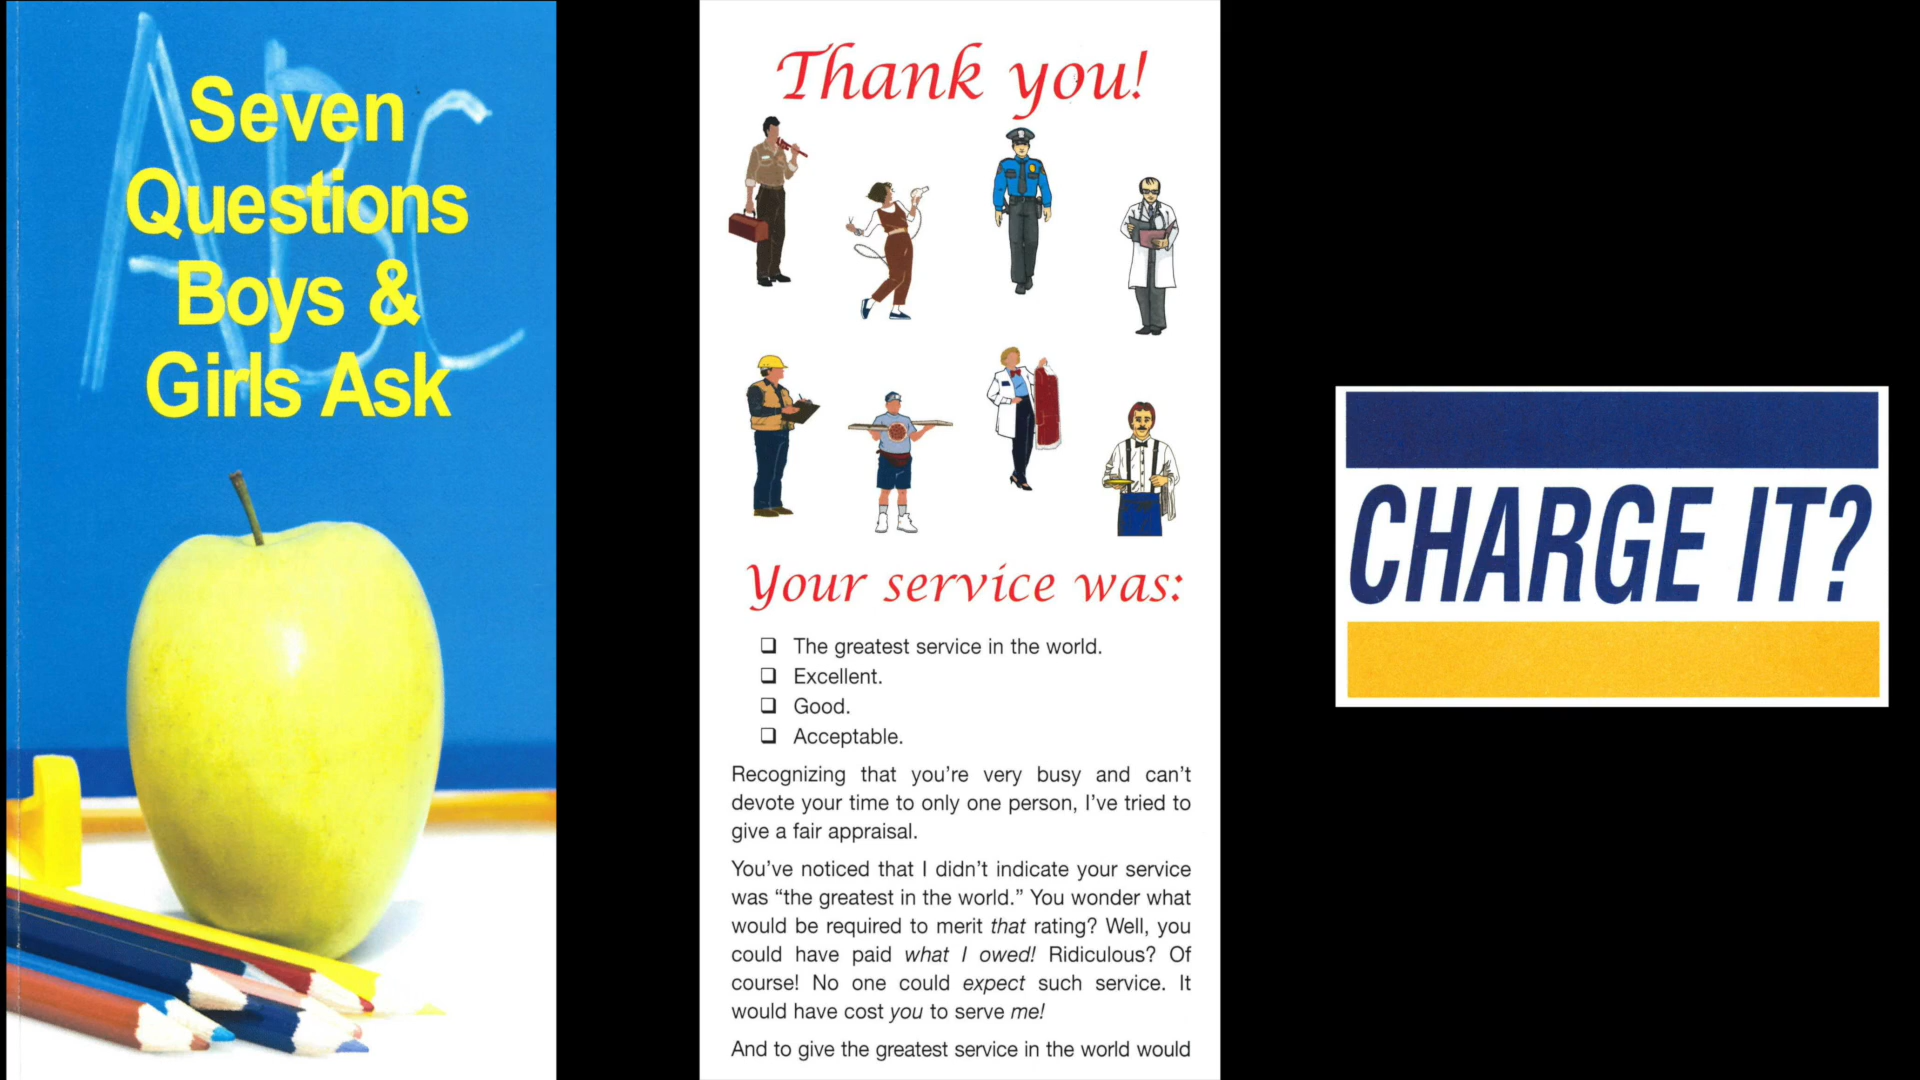 ABC
Seven
Questions
Boys &
Girls Ask
Thank you!
Your service was:
❏ The greatest service in the world.
❏ Excellent.
❏ Good.
❏ Acceptable.
Recognizing that you're very busy and can't
devote your time to only one person, I've tried to
give a fair appraisal.
You've noticed that I didn't indicate your service
was “the greatest in the world.” You wonder what
would be required to merit that rating? Well, you
could have paid what I owed! Ridiculous? Of
course! No one could expect such service. It
would have cost you to serve me!
And to give the greatest service in the world would
CHARGE IT?